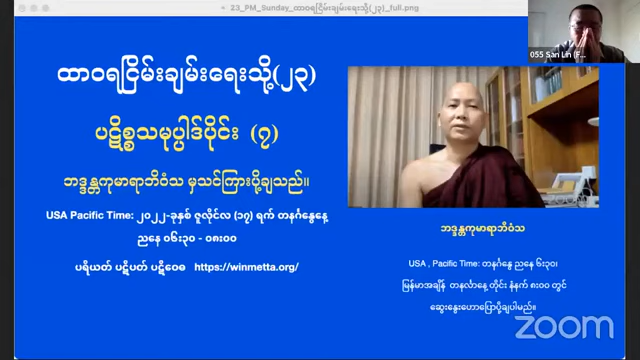 23_PM_Sunday_ထာဝရငြိမ်းချမ်းရေးသို့(၂၃)_full.png
055 San Lin (F...
ထာဝရငြိမ်းချမ်းရေးသို့(၂၃)
ပဋိစ္စသမုပ္ပါဒ်ပိုင်း (၇)
ဘဒ္ဒန္တကုမာရာဘိဝံသ မှသင်ကြားပို့ချသည်။
USA Pacific Time: ၂၀၂၂-ခုနှစ် ဇူလိုင်လ (၁၇) ရက် တနင်္ဂနွေနေ့
ညနေ ၀၆:၃၀ - ၀၈:၀၀
ပရိယတ် ပဋိပတ် ပဋိဝေဓ https://winmetta.org/
ဘဒ္ဒန္တကုမာရာဘိဝံသ
USA , Pacific Time: တနင်္ဂနွေ ညနေ ၆:၃၀၊
မြန်မာအချိန် တနင်္လာနေ့ တိုင်း နံနက် ၈:၀၀ တွင်
ဆွေးနွေးဟောပြောပို့ချပါမည်။
zoom